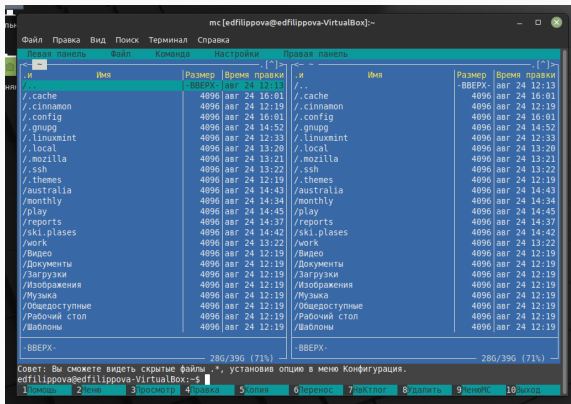 mc [edfilippova@edfilippova-VirtualBox]:~
Файл Правка Вид Поиск Терминал Справка
Левая панель Файл Команда Настройки Правая панель
<- ~ .[^]> <- ~ .[^]>
.и Имя Размер Время правки .и Имя Размер Время правки
/.. -ВВЕРХ- авг 24 12:13 /.. -ВВЕРХ- авг 24 12:13
/.cache 4096 авг 24 16:01 /.cache 4096 авг 24 16:01
/.cinnamon 4096 авг 24 12:19 /.cinnamon 4096 авг 24 12:19
/.config 4096 авг 24 16:01 /.config 4096 авг 24 16:01
/.gnupg 4096 авг 24 14:52 /.gnupg 4096 авг 24 14:52
/.linuxmint 4096 авг 24 12:33 /.linuxmint 4096 авг 24 12:33
/.local 4096 авг 24 13:20 /.local 4096 авг 24 13:20
/.mozilla 4096 авг 24 13:21 /.mozilla 4096 авг 24 13:21
/.ssh 4096 авг 24 13:22 /.ssh 4096 авг 24 13:22
/.themes 4096 авг 24 12:19 /.themes 4096 авг 24 12:19
/australia 4096 авг 24 14:43 /australia 4096 авг 24 14:43
/monthly 4096 авг 24 14:34 /monthly 4096 авг 24 14:34
/play 4096 авг 24 14:45 /play 4096 авг 24 14:45
/reports 4096 авг 24 14:37 /reports 4096 авг 24 14:37
/ski.plases 4096 авг 24 14:42 /ski.plases 4096 авг 24 14:42
/work 4096 авг 24 13:22 /work 4096 авг 24 13:22
/Видео 4096 авг 24 12:19 /Видео 4096 авг 24 12:19
/Документы 4096 авг 24 12:19 /Документы 4096 авг 24 12:19
/Загрузки 4096 авг 24 12:19 /Загрузки 4096 авг 24 12:19
/Изображения 4096 авг 24 12:19 /Изображения 4096 авг 24 12:19
/Музыка 4096 авг 24 12:19 /Музыка 4096 авг 24 12:19
/Общедоступные 4096 авг 24 12:19 /Общедоступные 4096 авг 24 12:19
/Рабочий стол 4096 авг 24 12:19 /Рабочий стол 4096 авг 24 12:19
/Шаблоны 4096 авг 24 12:19 /Шаблоны 4096 авг 24 12:19
-ВВЕРХ- -ВВЕРХ-
28G/39G (71%) 28G/39G (71%)
Совет: Вы сможете видеть скрытые файлы .*, установив опцию в меню Конфигурация.
edfilippova@edfilippova-VirtualBox:~$
1Помощь 2Меню 3Просмотр 4Правка 5Копия 6Перенос 7НвКтлог 8Удалить 9МенюMC 10Выход